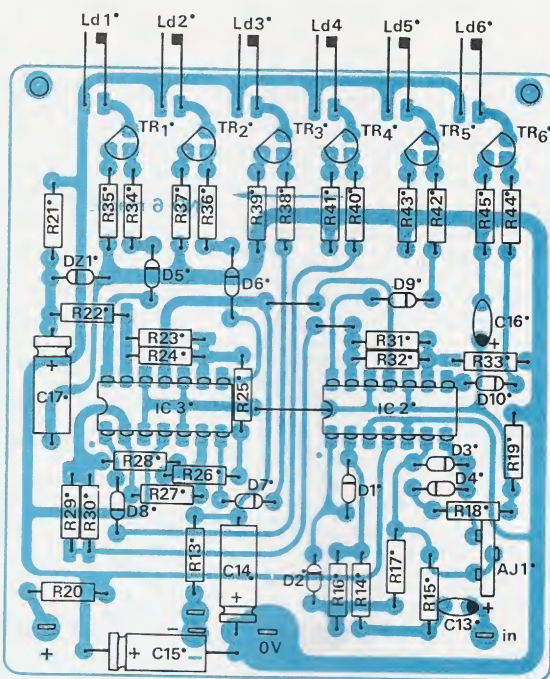 Ld1° Ld2° Ld3° Ld4 Ld5° Ld6°
TR1° TR2° TR3° TR4° TR5° TR6°
R35° R34° R37° R36° R39° R38° R41° R40° R43° R42° R45° R44°
R21°
DZ1° D5° D6° D9° C16° +
R22° R23° R31° R33°
R24° R32° D10°
C17° IC 3° R25° IC 2° R19°
R28° R26° D3°
R27° D7° D1° D4°
R29° R30° D8° R18°
R13° C14° R17° AJ1°
R20 D2° R16° R14° R15°
+ C13° +
+ C15° − − 0V in